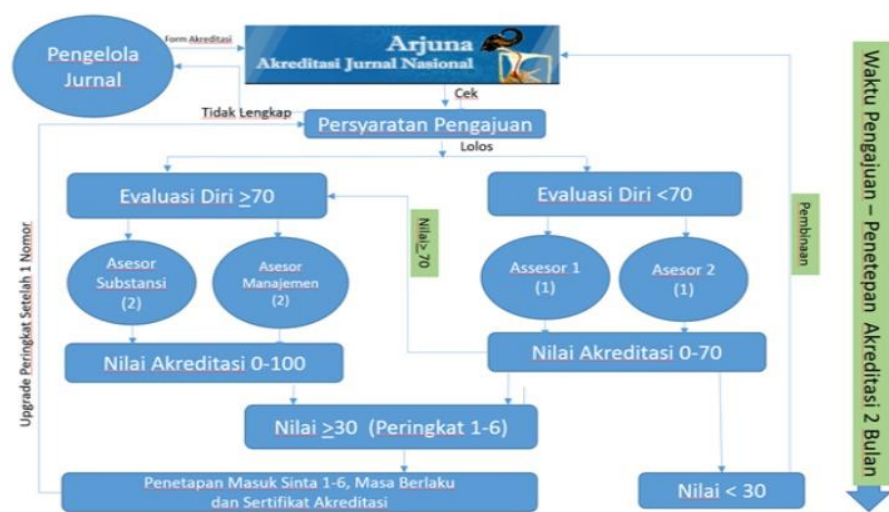 Pengelola
Jurnal
Form Akreditasi
Arjuna
Akreditasi Jurnal Nasional
Cek
Tidak Lengkap
Persyaratan Pengajuan
Lolos
Evaluasi Diri ≥70
Evaluasi Diri <70
Nilai≥ 70
Asesor
Substansi
(2)
Asesor
Manajemen
(2)
Assesor 1
(1)
Asesor 2
(1)
Nilai Akreditasi 0-100
Nilai Akreditasi 0-70
Nilai ≥30 (Peringkat 1-6)
Penetapan Masuk Sinta 1-6, Masa Berlaku
dan Sertifikat Akreditasi
Nilai < 30
Upgrade Peringkat Setelah 1 Nomor
Pembinaan
Waktu Pengajuan – Penetepan Akreditasi 2 Bulan